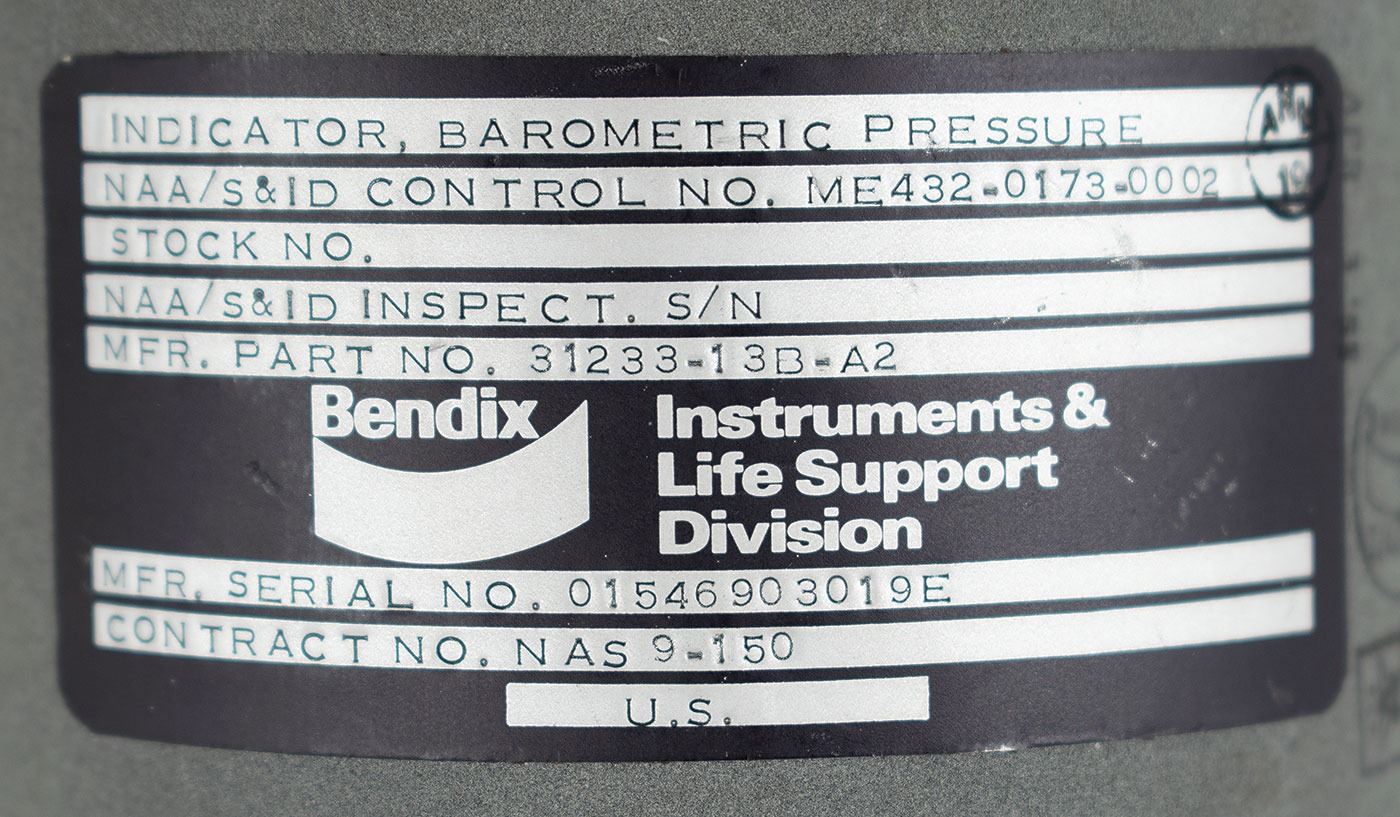 INDICATOR, BAROMETRIC PRESSURE
NAA/S&ID CONTROL NO. ME432-0173-0002
STOCK NO.
NAA/S&ID INSPECT. S/N
MFR. PART NO. 31233-13B-A2
Bendix
Instruments &
Life Support
Division
MFR. SERIAL NO. 01546903019E
CONTRACT NO. NAS 9-150
U.S.